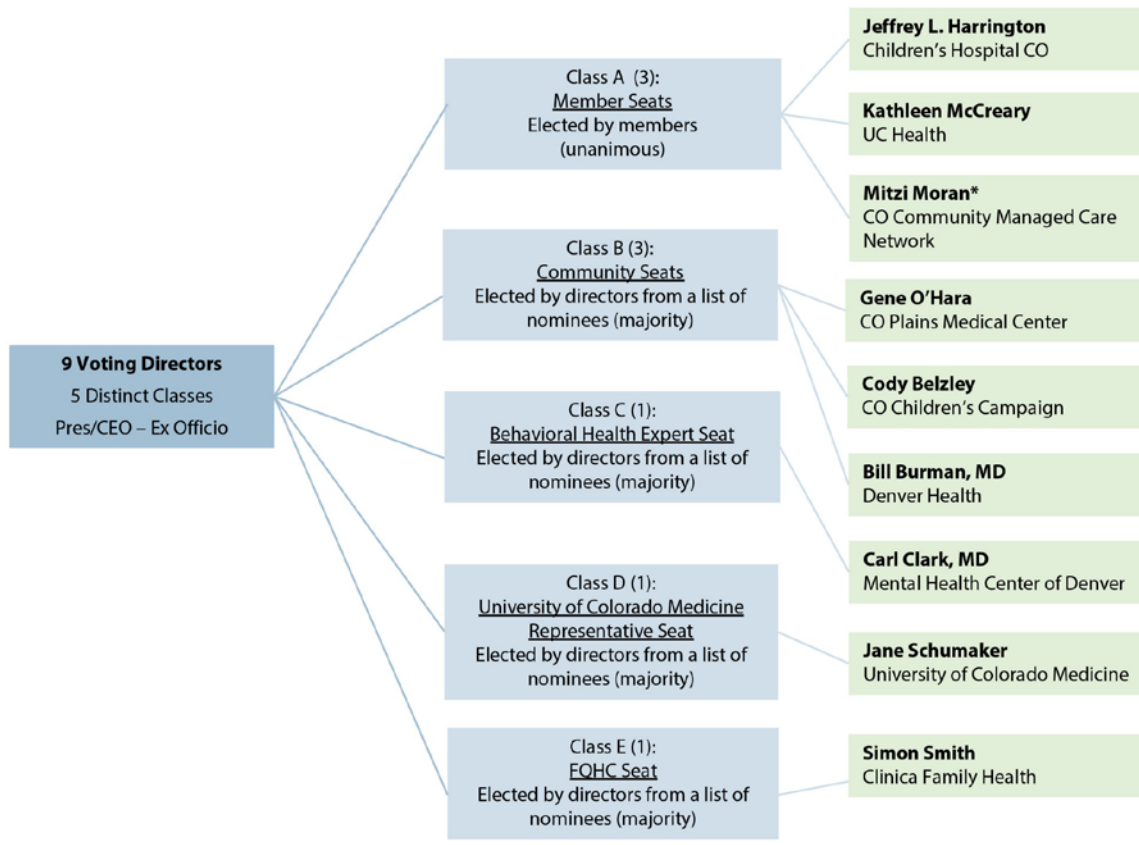 9 Voting Directors
5 Distinct Classes
Pres/CEO – Ex Officio
Class A (3):
Member Seats
Elected by members
(unanimous)
Jeffrey L. Harrington
Children’s Hospital CO
Kathleen McCreary
UC Health
Mitzi Moran*
CO Community Managed Care
Network
Class B (3):
Community Seats
Elected by directors from a list of
nominees (majority)
Gene O’Hara
CO Plains Medical Center
Cody Belzley
CO Children’s Campaign
Bill Burman, MD
Denver Health
Class C (1):
Behavioral Health Expert Seat
Elected by directors from a list of
nominees (majority)
Carl Clark, MD
Mental Health Center of Denver
Class D (1):
University of Colorado Medicine
Representative Seat
Elected by directors from a list of
nominees (majority)
Jane Schumaker
University of Colorado Medicine
Class E (1):
FQHC Seat
Elected by directors from a list of
nominees (majority)
Simon Smith
Clinica Family Health